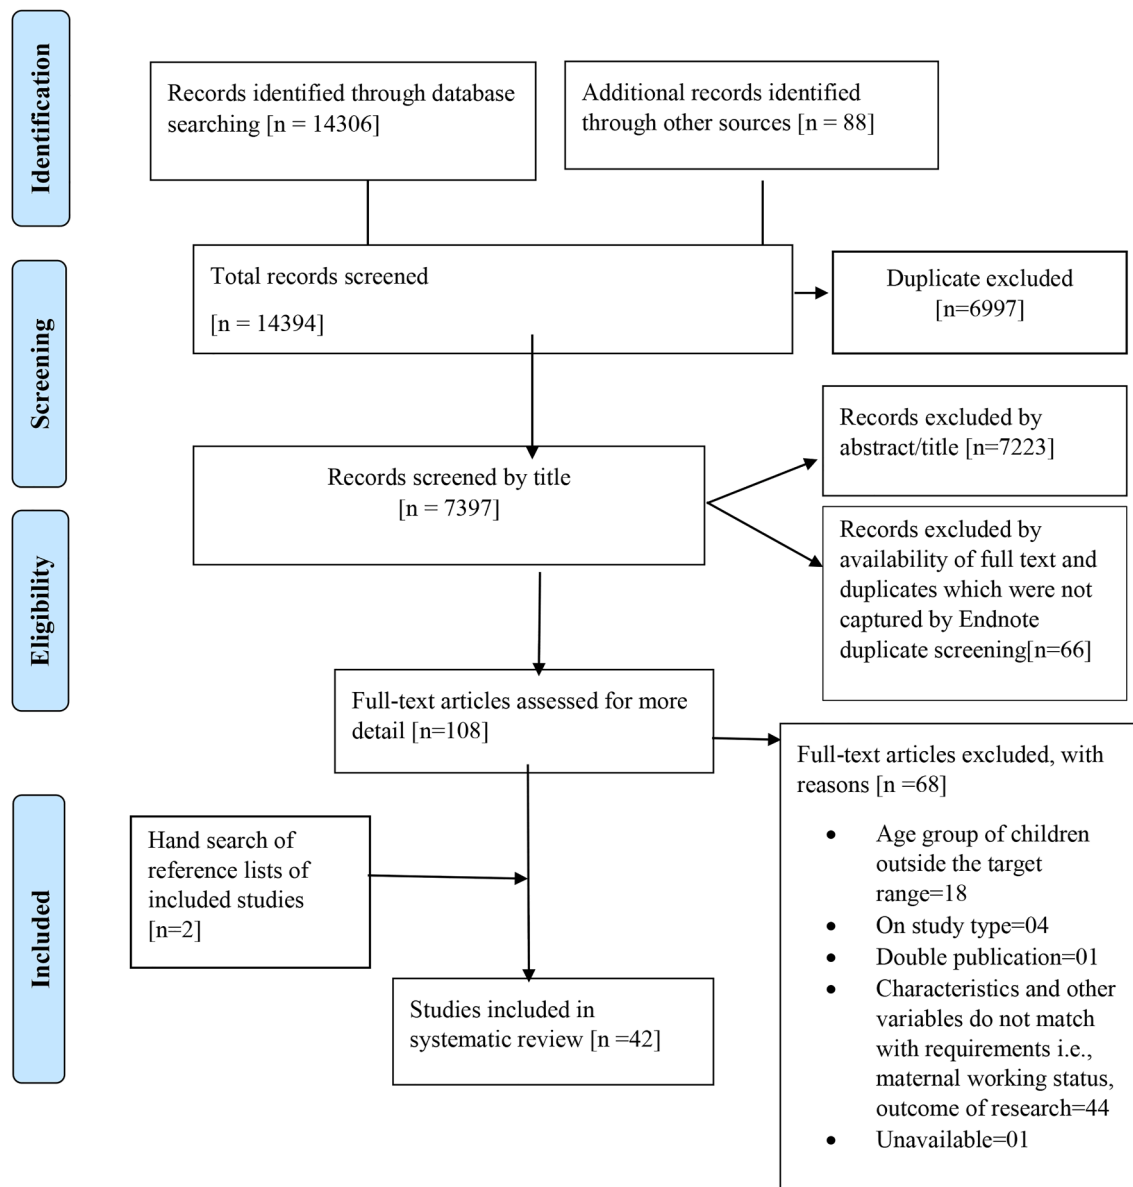 Identification
Records identified through database
searching [n = 14306]
Additional records identified
through other sources [n = 88]
Screening
Total records screened
[n = 14394]
Duplicate excluded
[n=6997]
Records screened by title
[n = 7397]
Records excluded by
abstract/title [n=7223]
Eligibility
Records excluded by
availability of full text and
duplicates which were not
captured by Endnote
duplicate screening[n=66]
Full-text articles assessed for more
detail [n=108]
Full-text articles excluded, with
reasons [n =68]
• Age group of children
outside the target
range=18
• On study type=04
• Double publication=01
• Characteristics and other
variables do not match
with requirements i.e.,
maternal working status,
outcome of research=44
• Unavailable=01
Included
Hand search of
reference lists of
included studies
[n=2]
Studies included in
systematic review [n =42]